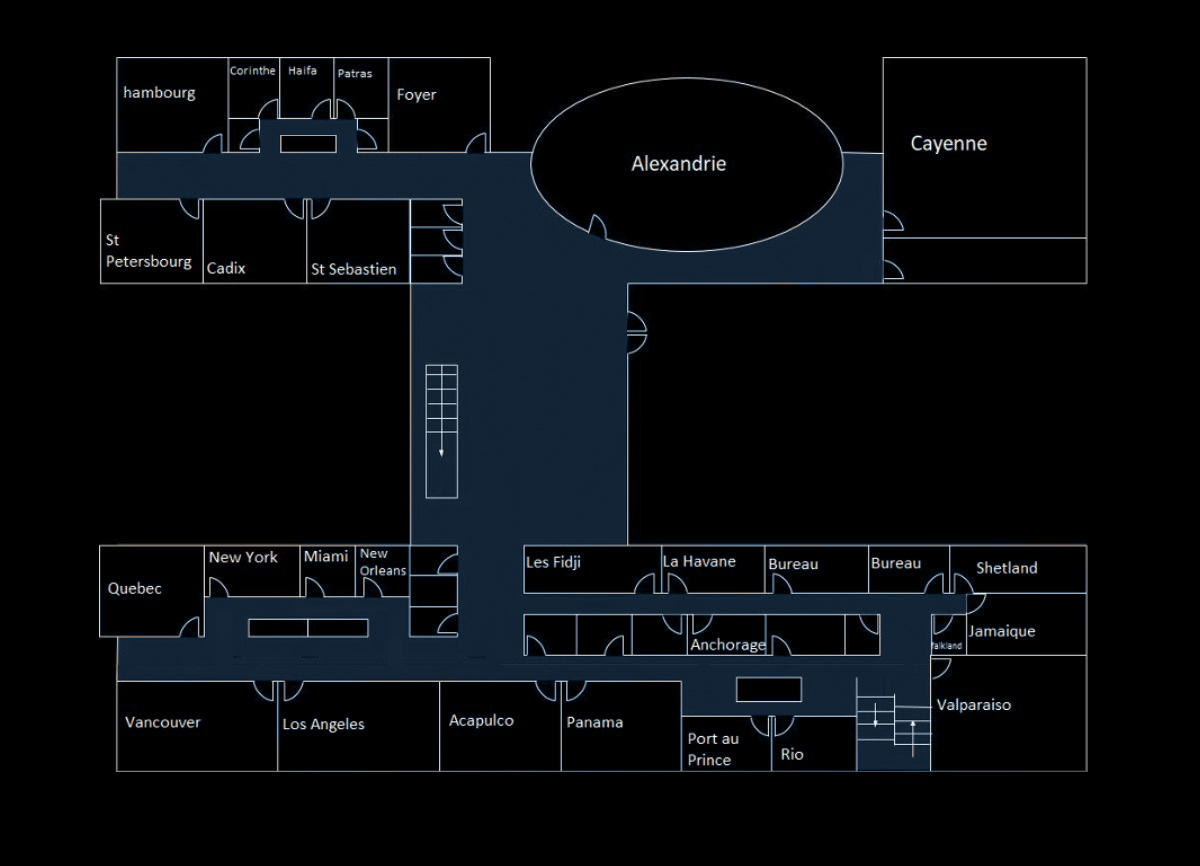 hambourg
Corinthe
Haifa
Patras
Foyer
Alexandrie
Cayenne
St
Petersbourg
Cadix
St Sebastien
Quebec
New York
Miami
New
Orleans
Les Fidji
La Havane
Bureau
Bureau
Shetland
Anchorage
falkland
Jamaique
Vancouver
Los Angeles
Acapulco
Panama
Port au
Prince
Rio
Valparaiso